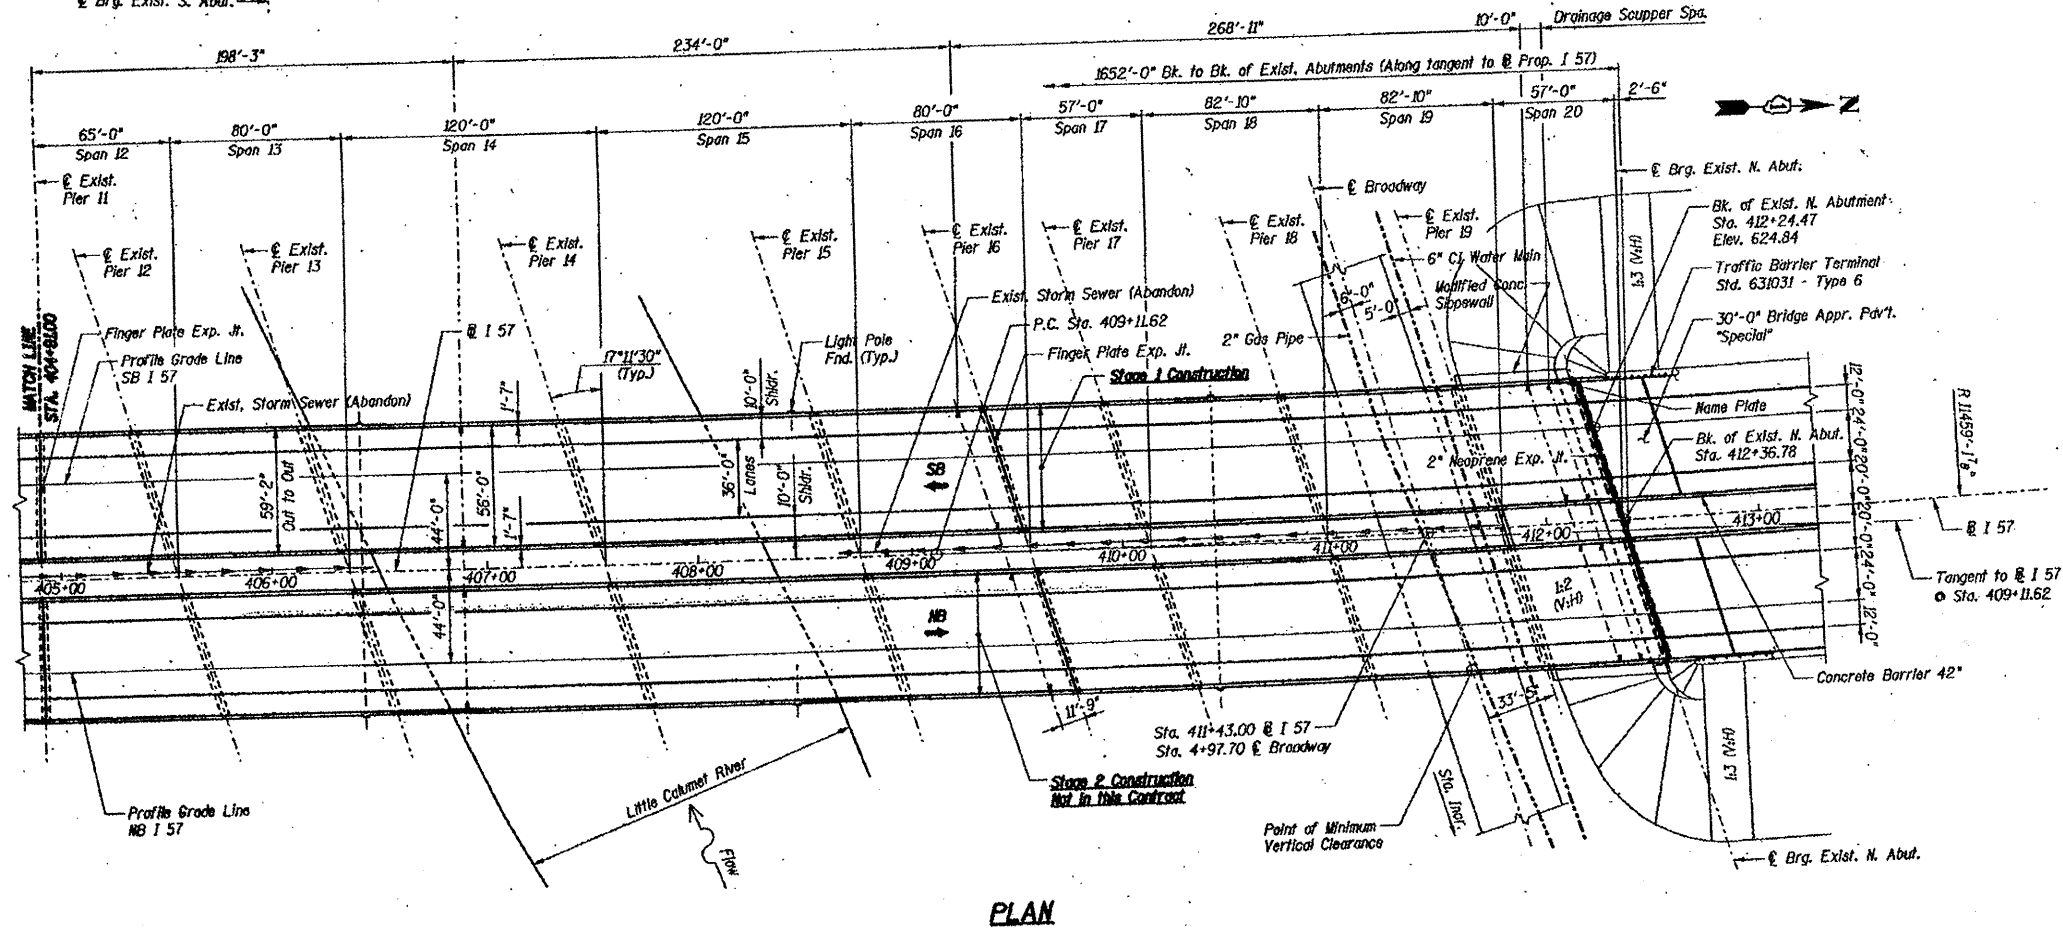 ℄ Brg. Exist. S. Abut.
198'-3"
234'-0"
268'-11"
10'-0"
Drainage Scupper Spa.
1652'-0" Bk. to Bk. of Exist. Abutments (Along tangent to ℄ Prop. I 57)
65'-0"
Span 12
80'-0"
Span 13
120'-0"
Span 14
120'-0"
Span 15
80'-0"
Span 16
57'-0"
Span 17
82'-10"
Span 18
82'-10"
Span 19
57'-0"
Span 20
2'-6"
N
℄ Exist.
Pier 11
℄ Exist.
Pier 12
℄ Exist.
Pier 13
℄ Exist.
Pier 14
℄ Exist.
Pier 15
℄ Exist.
Pier 16
℄ Exist.
Pier 17
℄ Exist.
Pier 18
℄ Broadway
℄ Exist.
Pier 19
℄ Brg. Exist. N. Abut.
Bk. of Exist. N. Abutment
Sta. 412+24.47
Elev. 624.84
Traffic Barrier Terminal
Std. 631031 - Type 6
30'-0" Bridge Appr. Pav't.
"Special"
1:3 (V:H)
6" CI Water Main
Modified Conc.
Slopewall
6'-0"
5'-0"
2" Gas Pipe
MATCH LINE
STA. 404+81.00
Finger Plate Exp. Jt.
Profile Grade Line
SB I 57
Exist. Storm Sewer (Abandon)
℄ I 57
17°11'30"
(Typ.)
Light Pole
Fnd. (Typ.)
Exist. Storm Sewer (Abandon)
P.C. Sta. 409+11.62
Finger Plate Exp. Jt.
Stage 1 Construction
10'-0"
Shldr.
1'-7"
59'-2"
Out to Out
44'-0"
56'-0"
1'-7"
36'-0"
Lanes
10'-0"
Shldr.
SB
2" Neoprene Exp. Jt.
Name Plate
Bk. of Exist. N. Abut.
Sta. 412+36.78
12'-0"
24'-0"
20'-0"
20'-0"
24'-0"
12'-0"
R 11459'-1 7/8"
405+00
406+00
407+00
408+00
409+00
410+00
411+00
412+00
413+00
℄ I 57
Tangent to ℄ I 57
@ Sta. 409+11.62
44'-0"
NB
1:2
(V:H)
Concrete Barrier 42"
11'-9"
33'-5"
Sta. 411+43.00 ℄ I 57
Sta. 4+97.70 ℄ Broadway
Stage 2 Construction
Not in this Contract
Little Calumet River
Flow
Sta. Incr.
1:3 (V:H)
Profile Grade Line
NB I 57
Point of Minimum
Vertical Clearance
℄ Brg. Exist. N. Abut.
PLAN